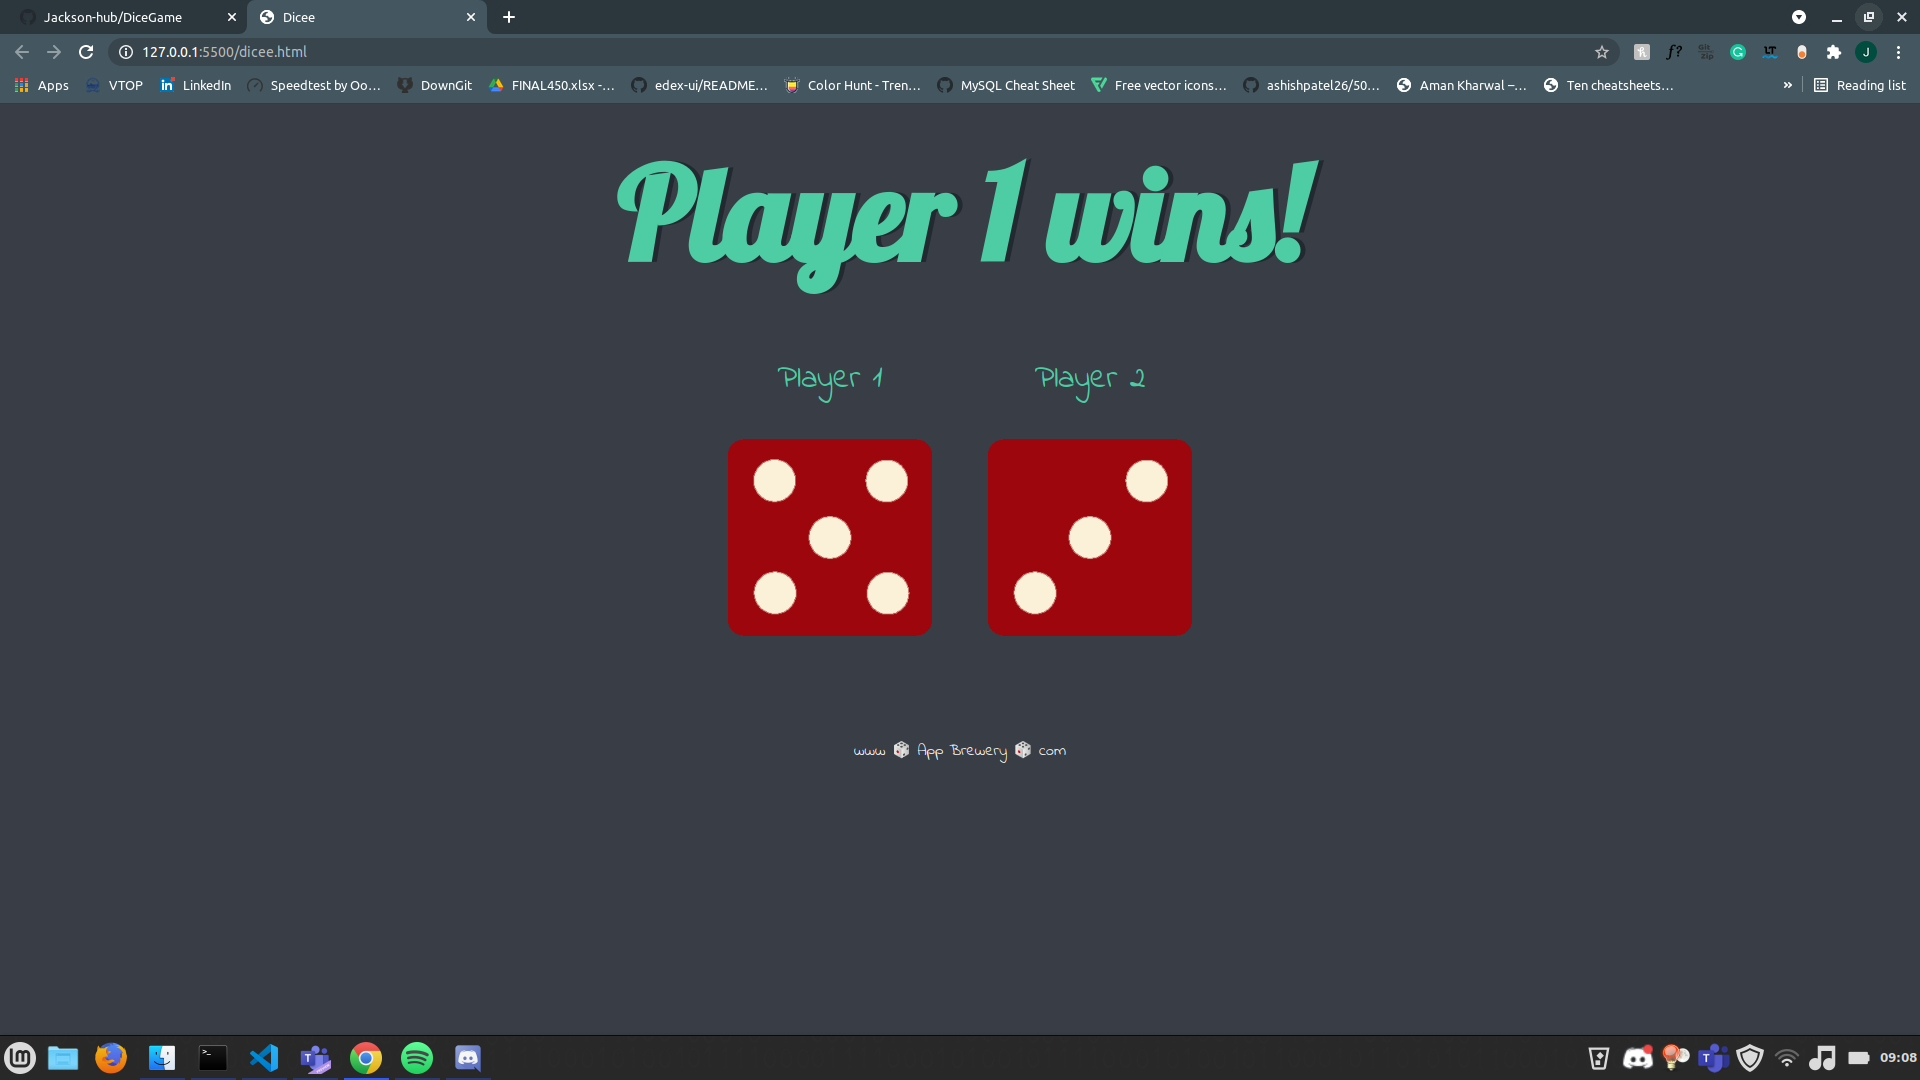 Jackson-hub/DiceGame
Dicee
127.0.0.1:5500/dicee.html
Apps
VTOP
LinkedIn
Speedtest by Oo...
DownGit
FINAL450.xlsx -...
edex-ui/README...
Color Hunt - Tren...
MySQL Cheat Sheet
Free vector icons...
ashishpatel26/50...
Aman Kharwal –...
Ten cheatsheets...
»
Reading list
Player 1 wins!
Player 1
Player 2
www 🎲 App Brewery 🎲 com
09:08